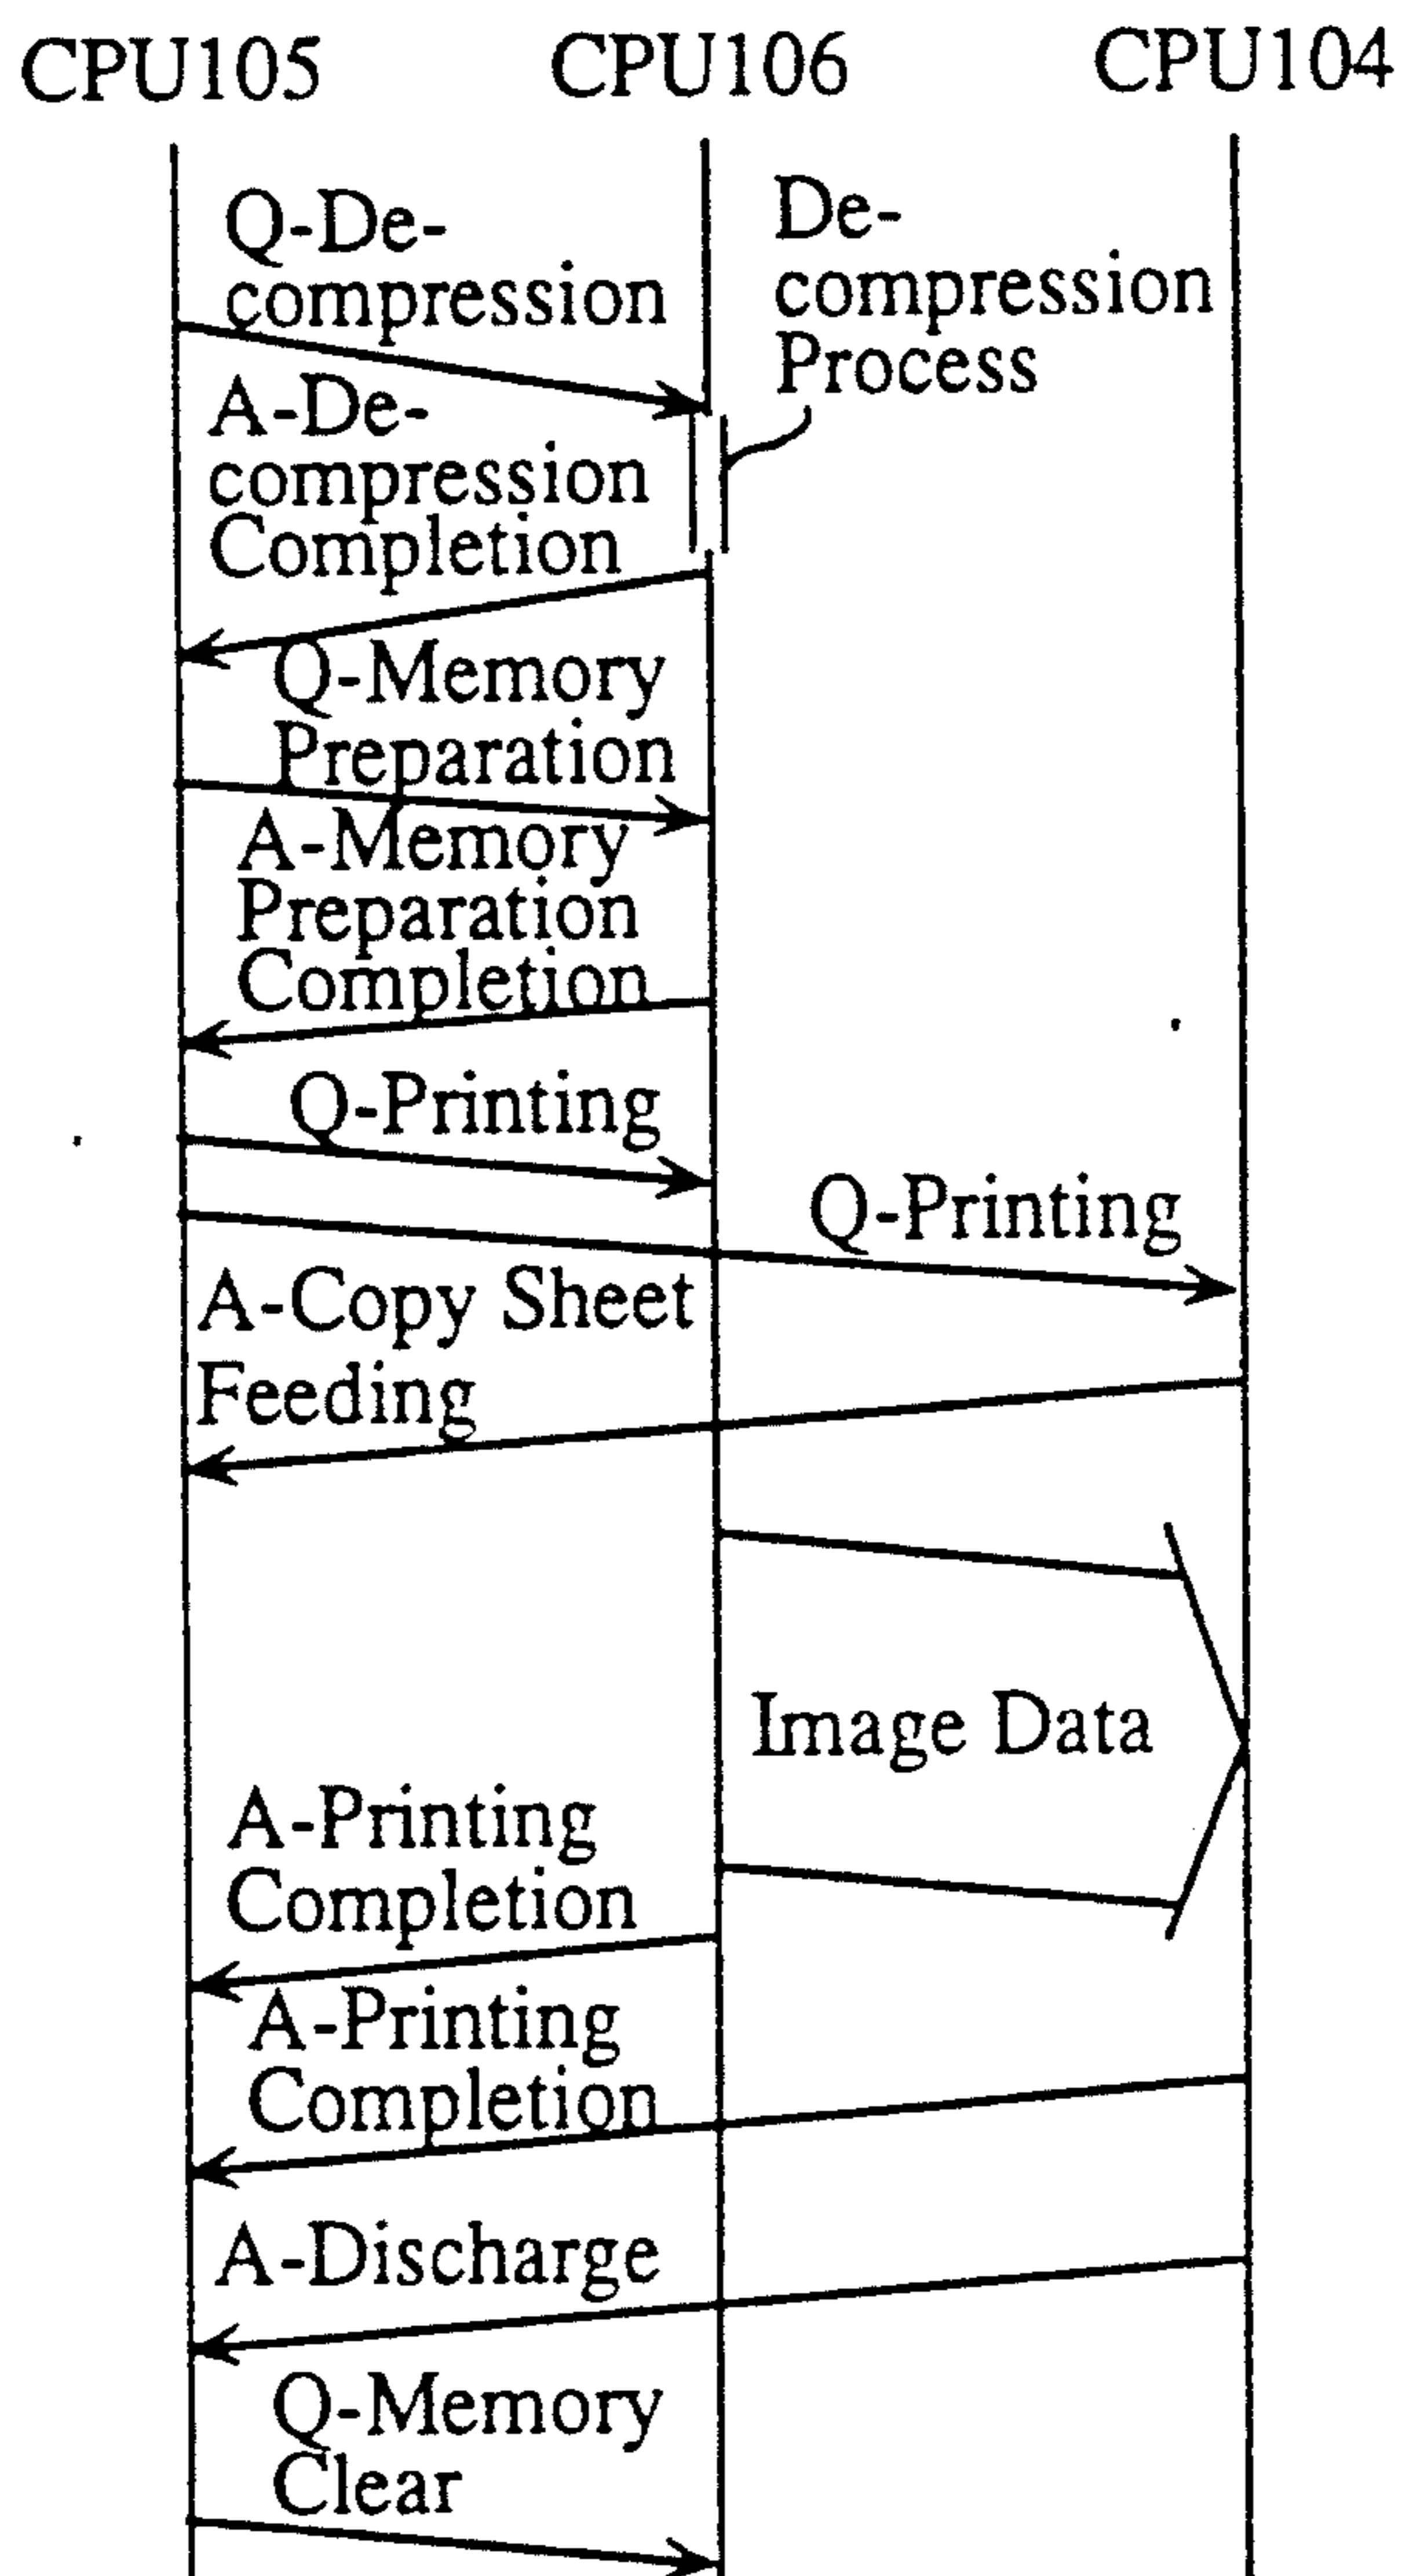 CPU105 CPU106 CPU104
Q-De-
compression
De-
compression
Process
A-De-
compression
Completion
Q-Memory
Preparation
A-Memory
Preparation
Completion
Q-Printing
Q-Printing
A-Copy Sheet
Feeding
Image Data
A-Printing
Completion
A-Printing
Completion
A-Discharge
Q-Memory
Clear